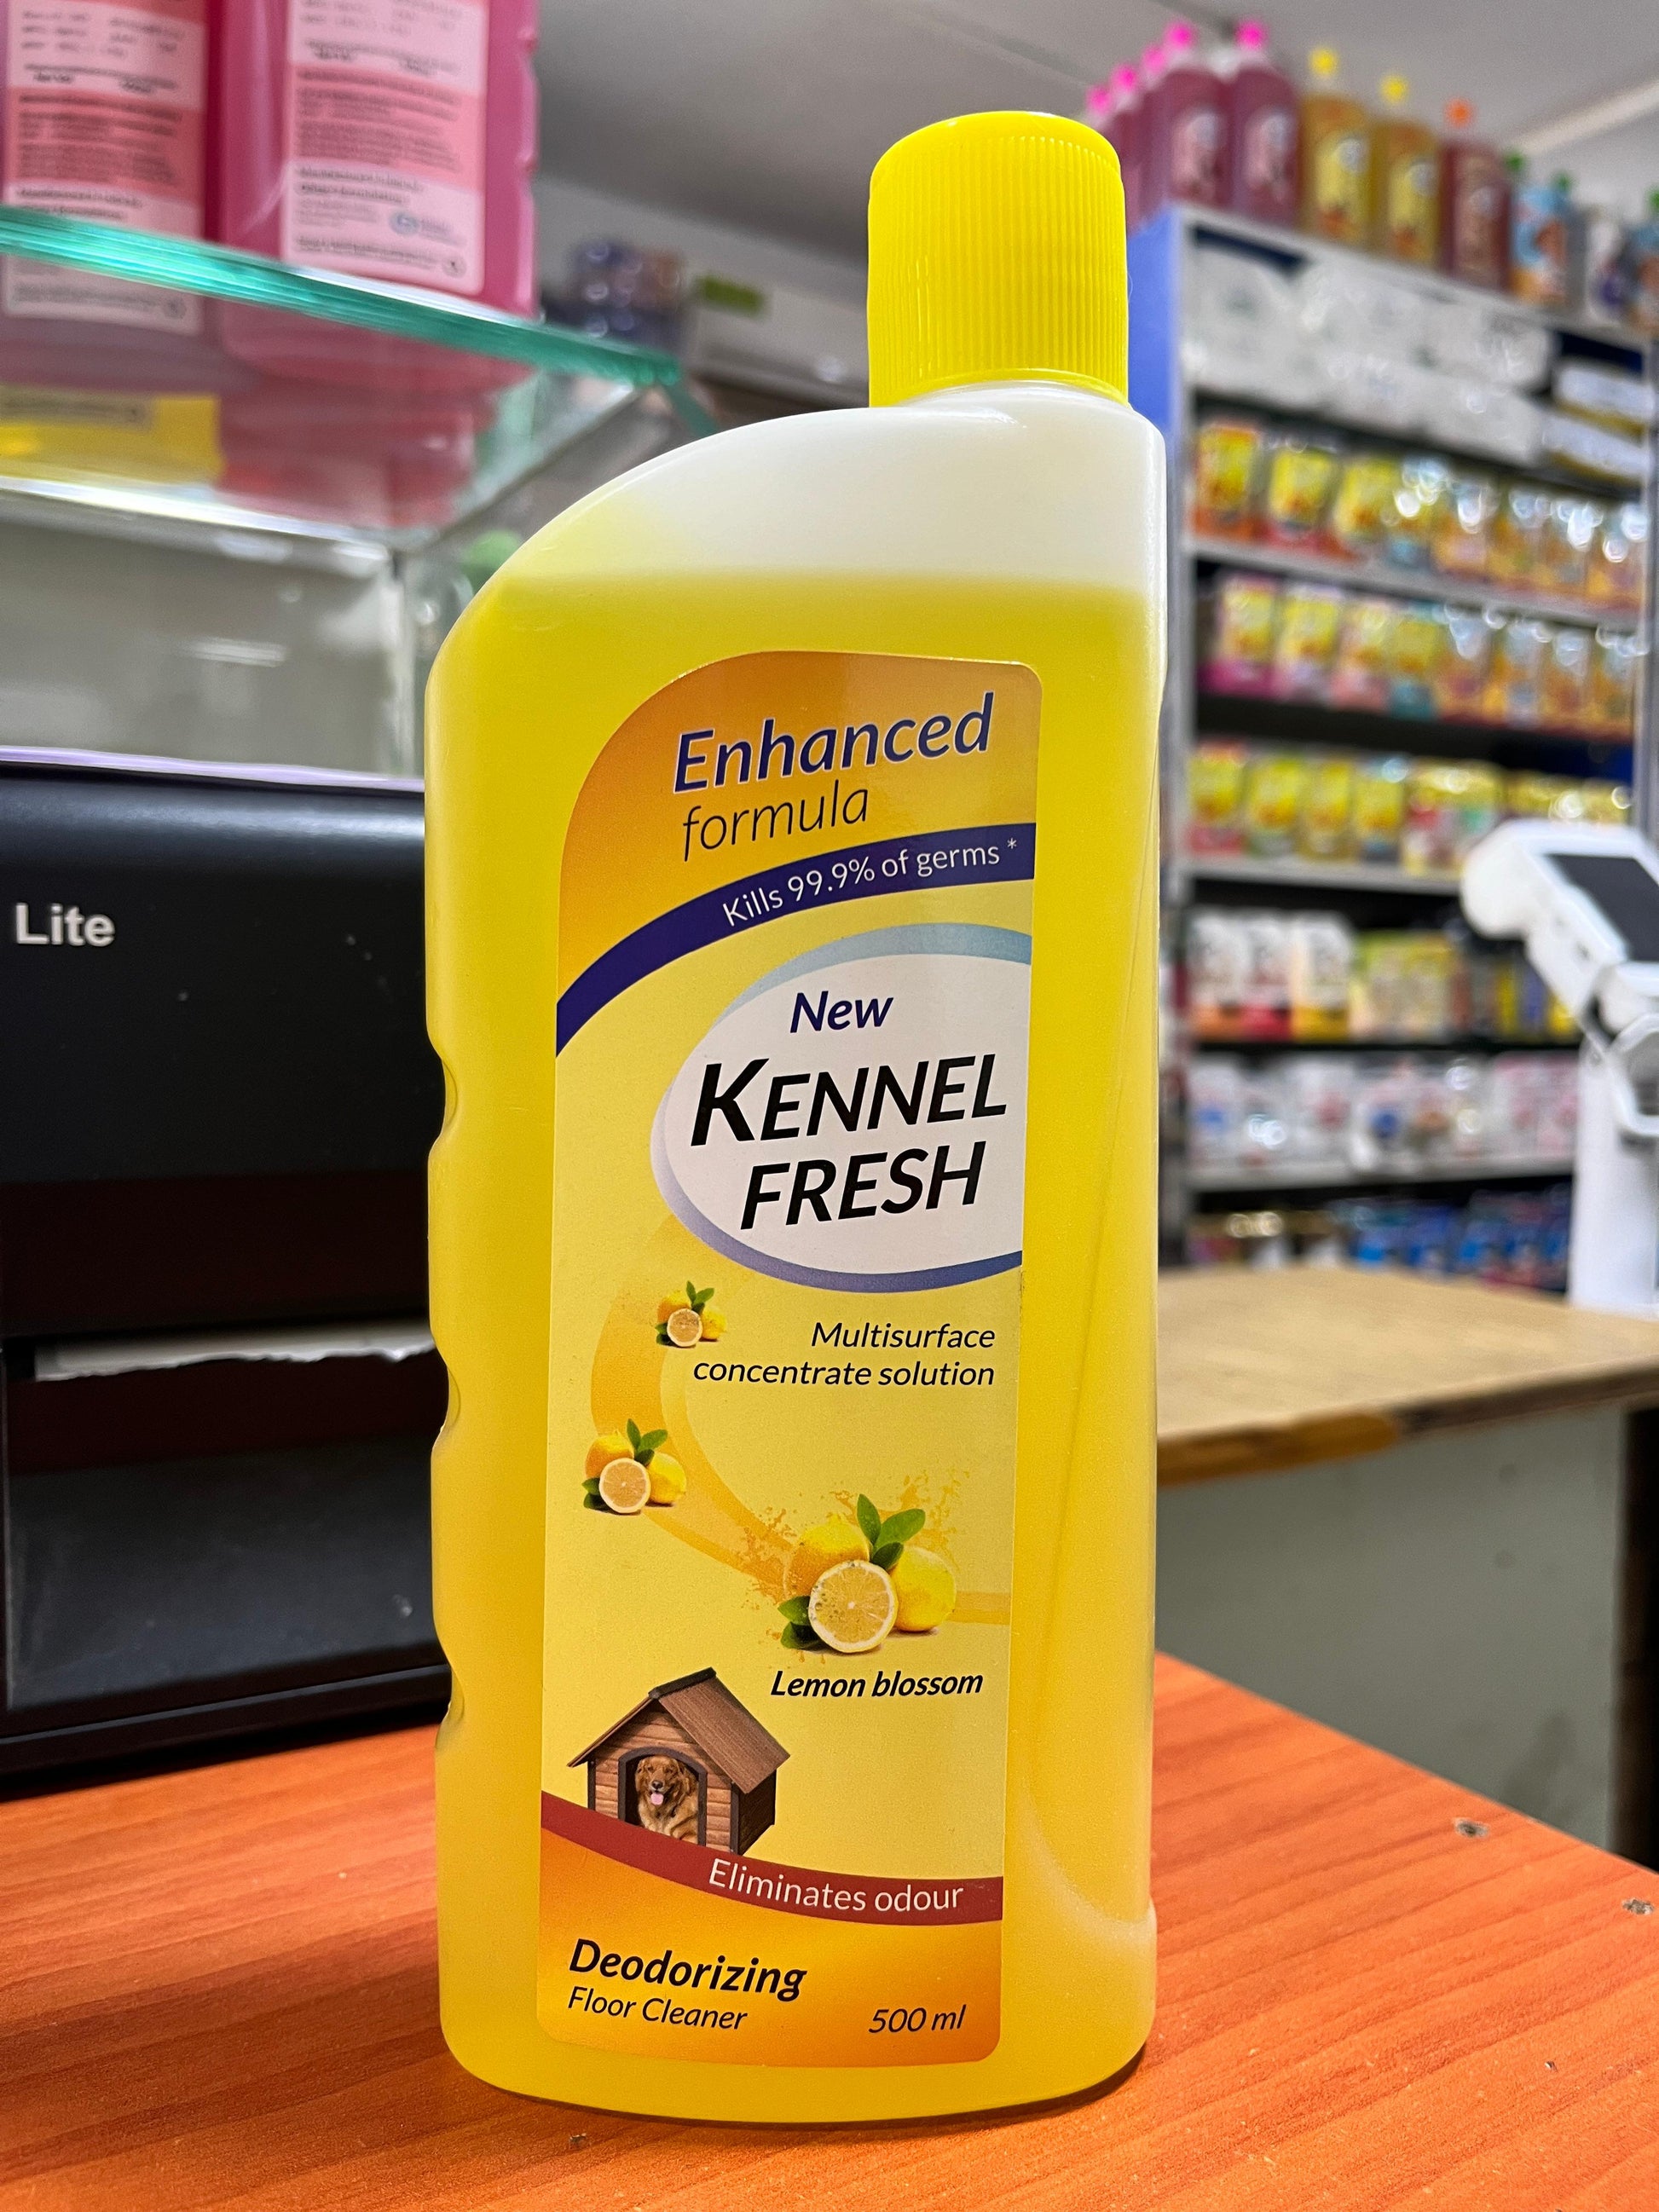 Lite
Enhanced
formula
Kills 99.9% of germs*
New
KENNEL
FRESH
Multisurface
concentrate solution
Lemon blossom
Eliminates odour
Deodorizing
Floor Cleaner
500 ml